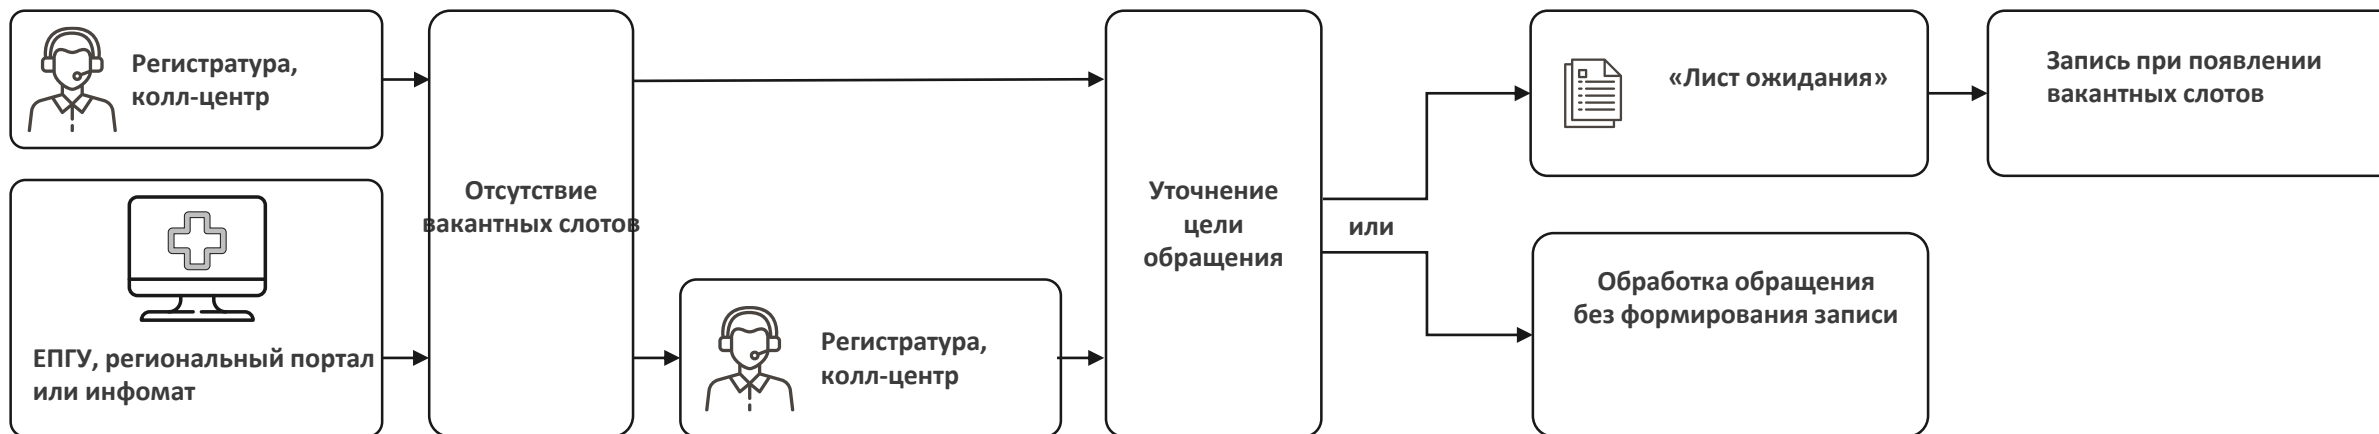 Регистратура,
колл-центр
ЕПГУ, региональный портал
или инфомат
Отсутствие
вакантных слотов
Регистратура,
колл-центр
Уточнение
цели
обращения
или
«Лист ожидания»
Запись при появлении
вакантных слотов
Обработка обращения
без формирования записи